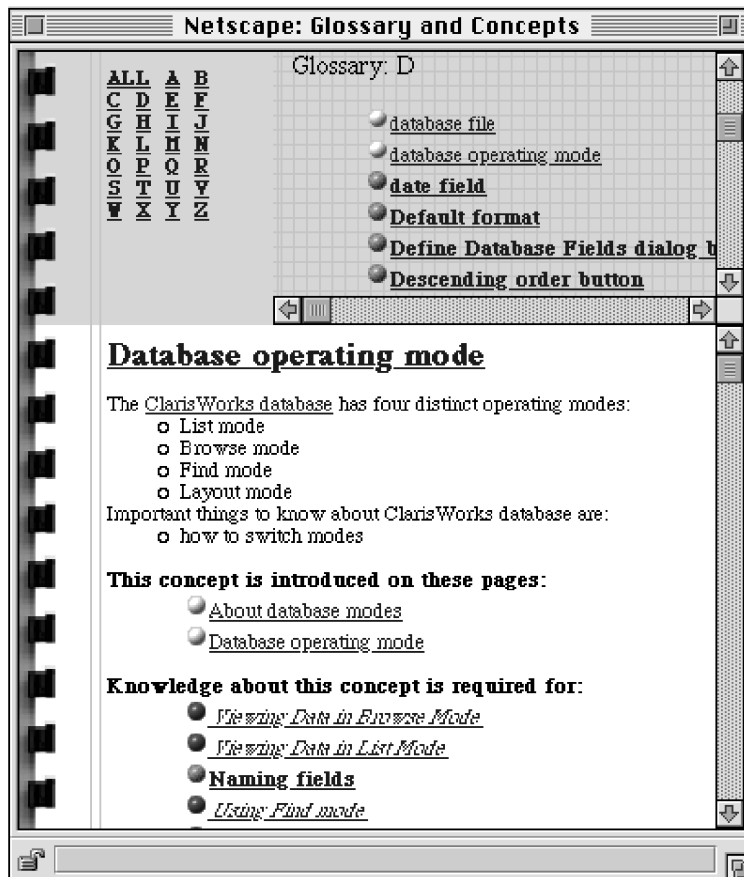 Netscape: Glossary and Concepts
ALL A B
C D E F
G H I J
K L M N
O P Q R
S T U V
W X Y Z
Glossary: D
database file
database operating mode
date field
Default format
Define Database Fields dialog b
Descending order button
Database operating mode
The ClarisWorks database has four distinct operating modes:
List mode
Browse mode
Find mode
Layout mode
Important things to know about ClarisWorks database are:
how to switch modes
This concept is introduced on these pages:
About database modes
Database operating mode
Knowledge about this concept is required for:
Viewing Data in Browse Mode
Viewing Data in List Mode
Naming fields
Using Find mode